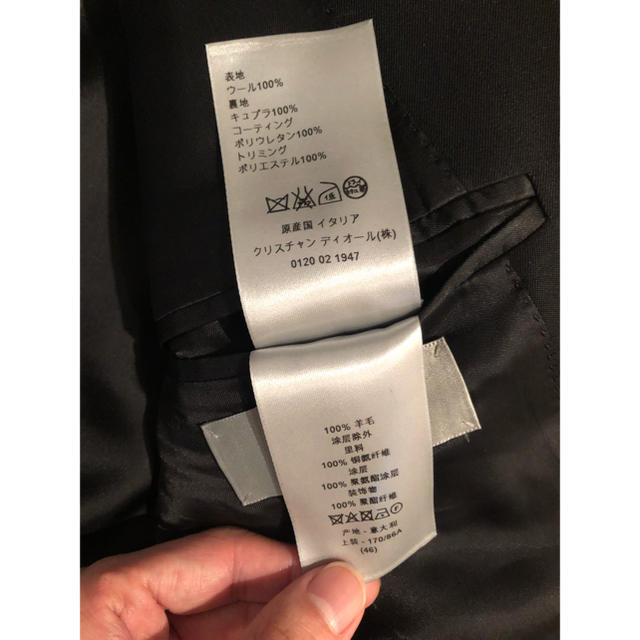 表地
ウール100%
裏地
キュプラ100%
コーティング
ポリウレタン100%
トリミング
ポリエステル100%
原産国 イタリア
クリスチャン ディオール(株)
0120 02 1947
100% 羊毛
涂层除外
里料
100% 铜氨纤维
涂层
100% 聚氨酯涂层
装饰物
100% 聚酯纤维
产地 - 意大利
上装 - 170/86A
(46)